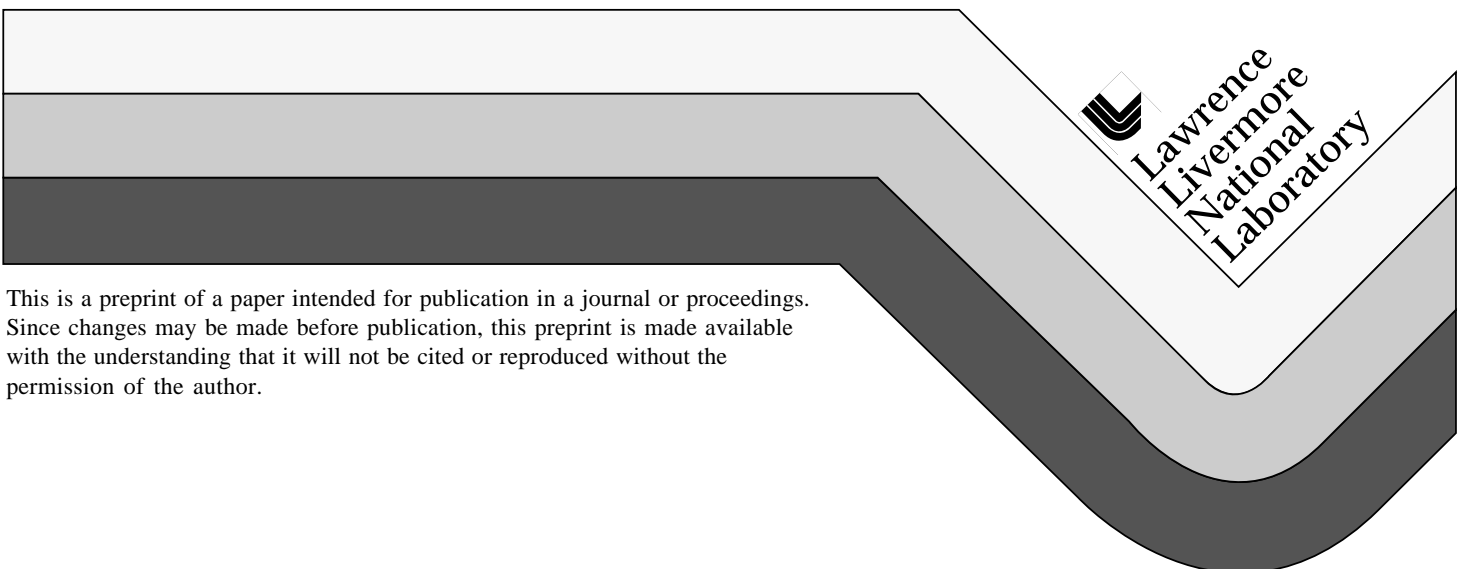 Lawrence
Livermore
National
Laboratory
This is a preprint of a paper intended for publication in a journal or proceedings.
Since changes may be made before publication, this preprint is made available
with the understanding that it will not be cited or reproduced without the
permission of the author.